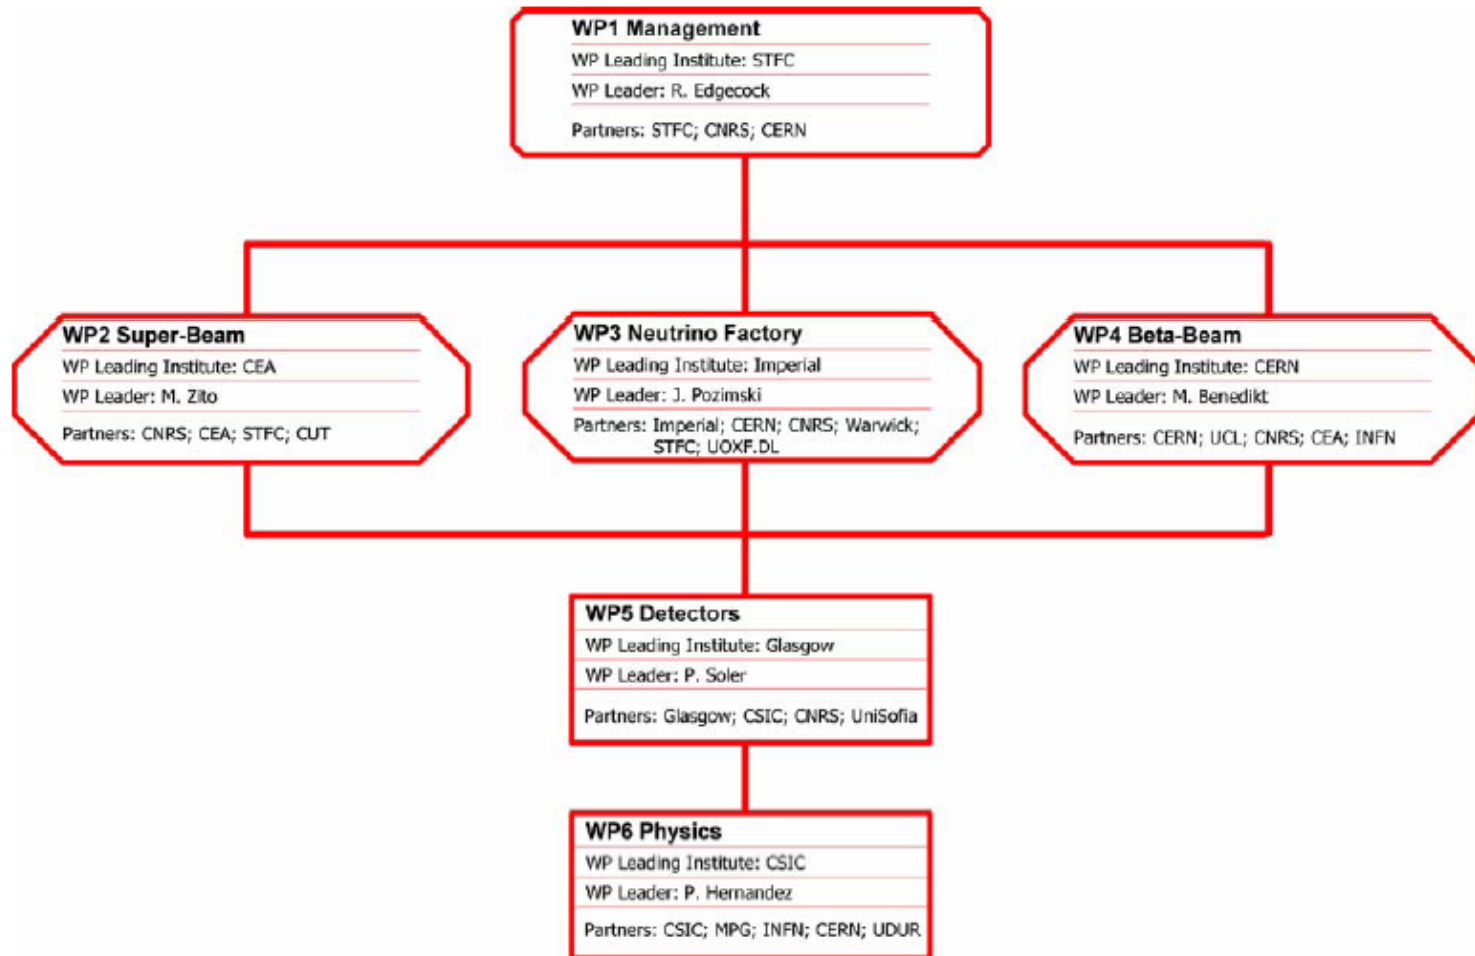 WP1 Management
WP Leading Institute: STFC
WP Leader: R. Edgecock
Partners: STFC; CNRS; CERN
WP2 Super-Beam
WP Leading Institute: CEA
WP Leader: M. Zito
Partners: CNRS; CEA; STFC; CUT
WP3 Neutrino Factory
WP Leading Institute: Imperial
WP Leader: J. Pozimski
Partners: Imperial; CERN; CNRS; Warwick;
STFC; UOXF.DL
WP4 Beta-Beam
WP Leading Institute: CERN
WP Leader: M. Benedikt
Partners: CERN; UCL; CNRS; CEA; INFN
WP5 Detectors
WP Leading Institute: Glasgow
WP Leader: P. Soler
Partners: Glasgow; CSIC; CNRS; UniSofia
WP6 Physics
WP Leading Institute: CSIC
WP Leader: P. Hernandez
Partners: CSIC; MPG; INFN; CERN; UDUR